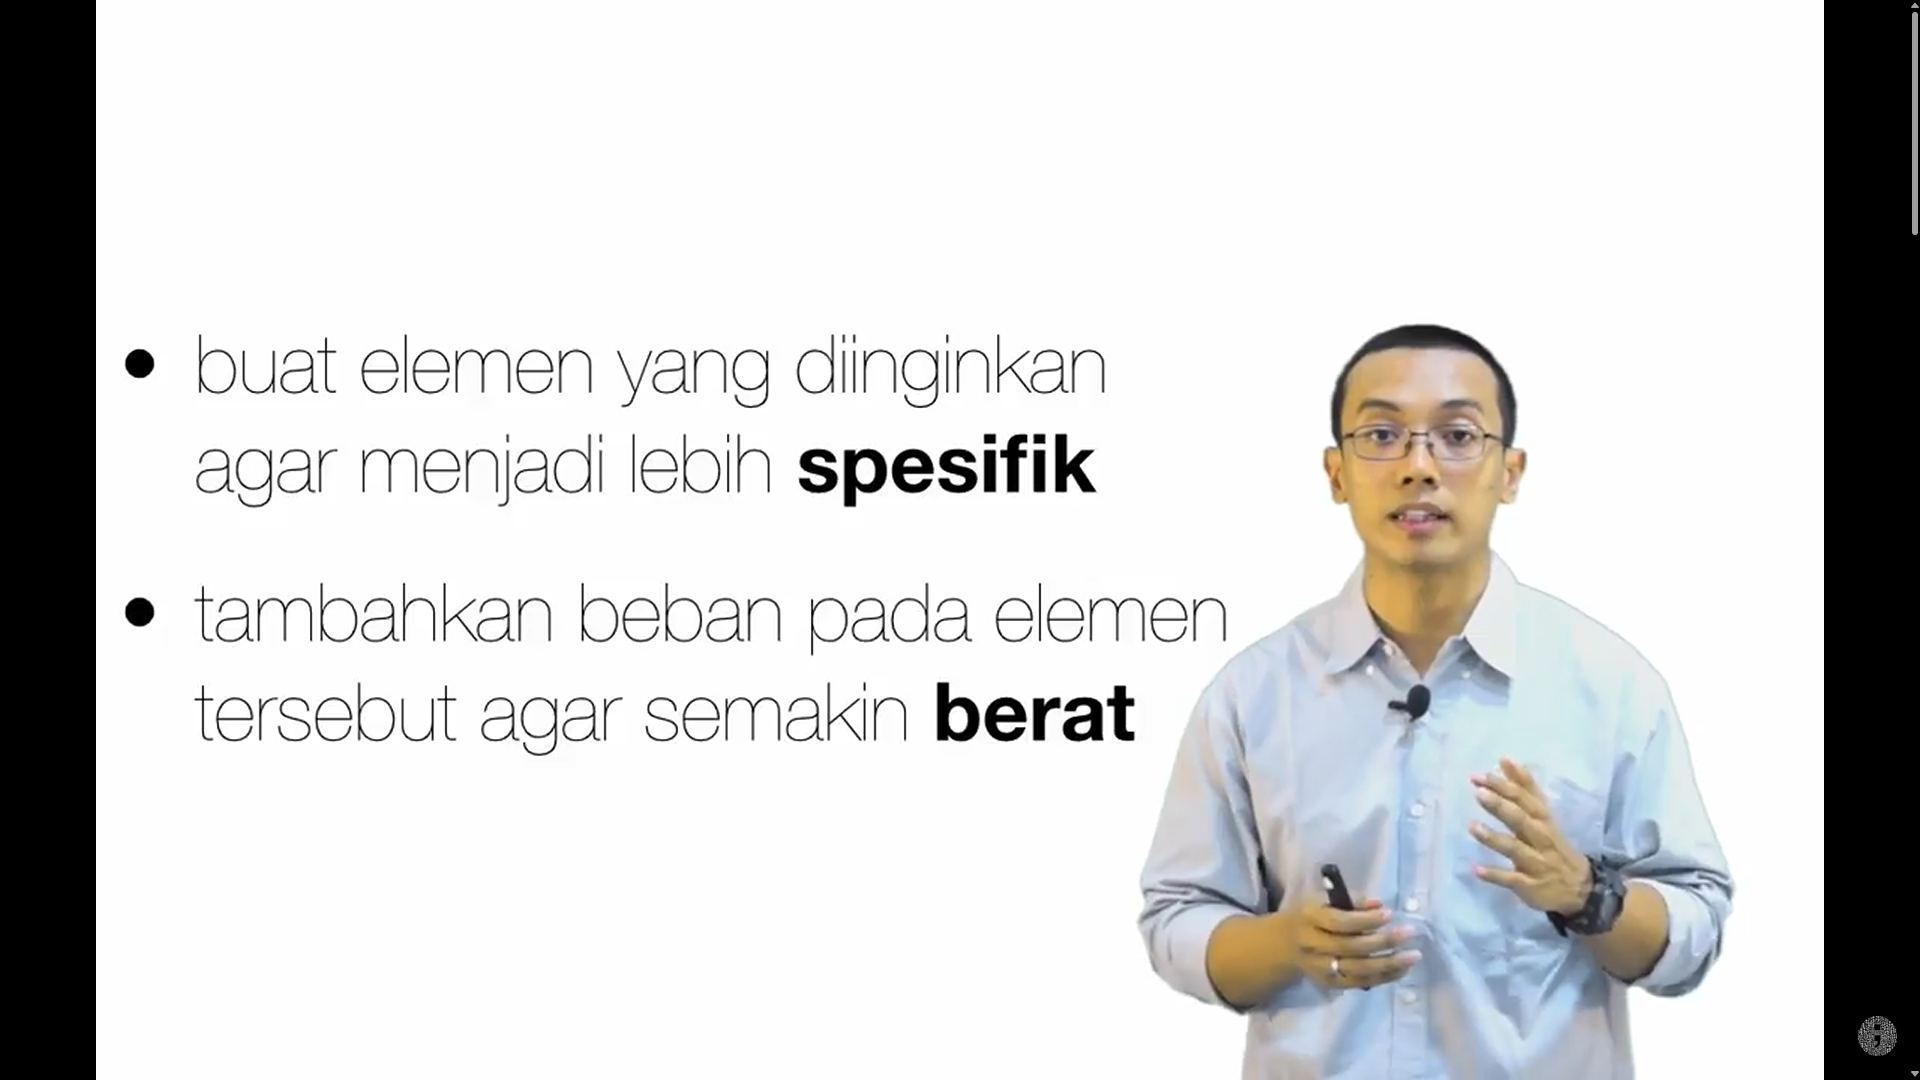 • buat elemen yang diinginkan
agar menjadi lebih spesifik
• tambahkan beban pada elemen
tersebut agar semakin berat